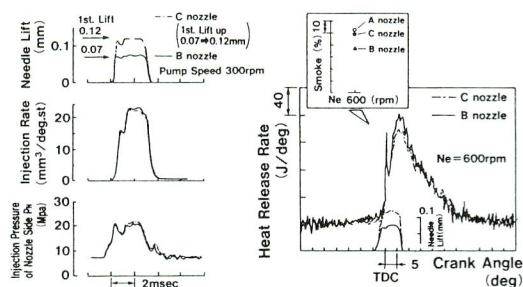 1st. Lift
0.12
0.07
C nozzle
(1st. Lift up
0.07➡0.12mm)
B nozzle
Pump Speed 300rpm
Needle Lift
(mm)
0.1
0
Injection Rate
(mm³/deg,st)
20
10
0
Injection Pressure
of Nozzle Side PN
(Mpa)
30
20
10
0
2msec
Smoke (%)
10
A nozzle
C nozzle
B nozzle
Ne 600 (rpm)
40
Heat Release Rate
(J/deg)
C nozzle
B nozzle
Ne=600rpm
0.1
Needle
Lift(mm)
TDC
5
Crank Angle
(deg)